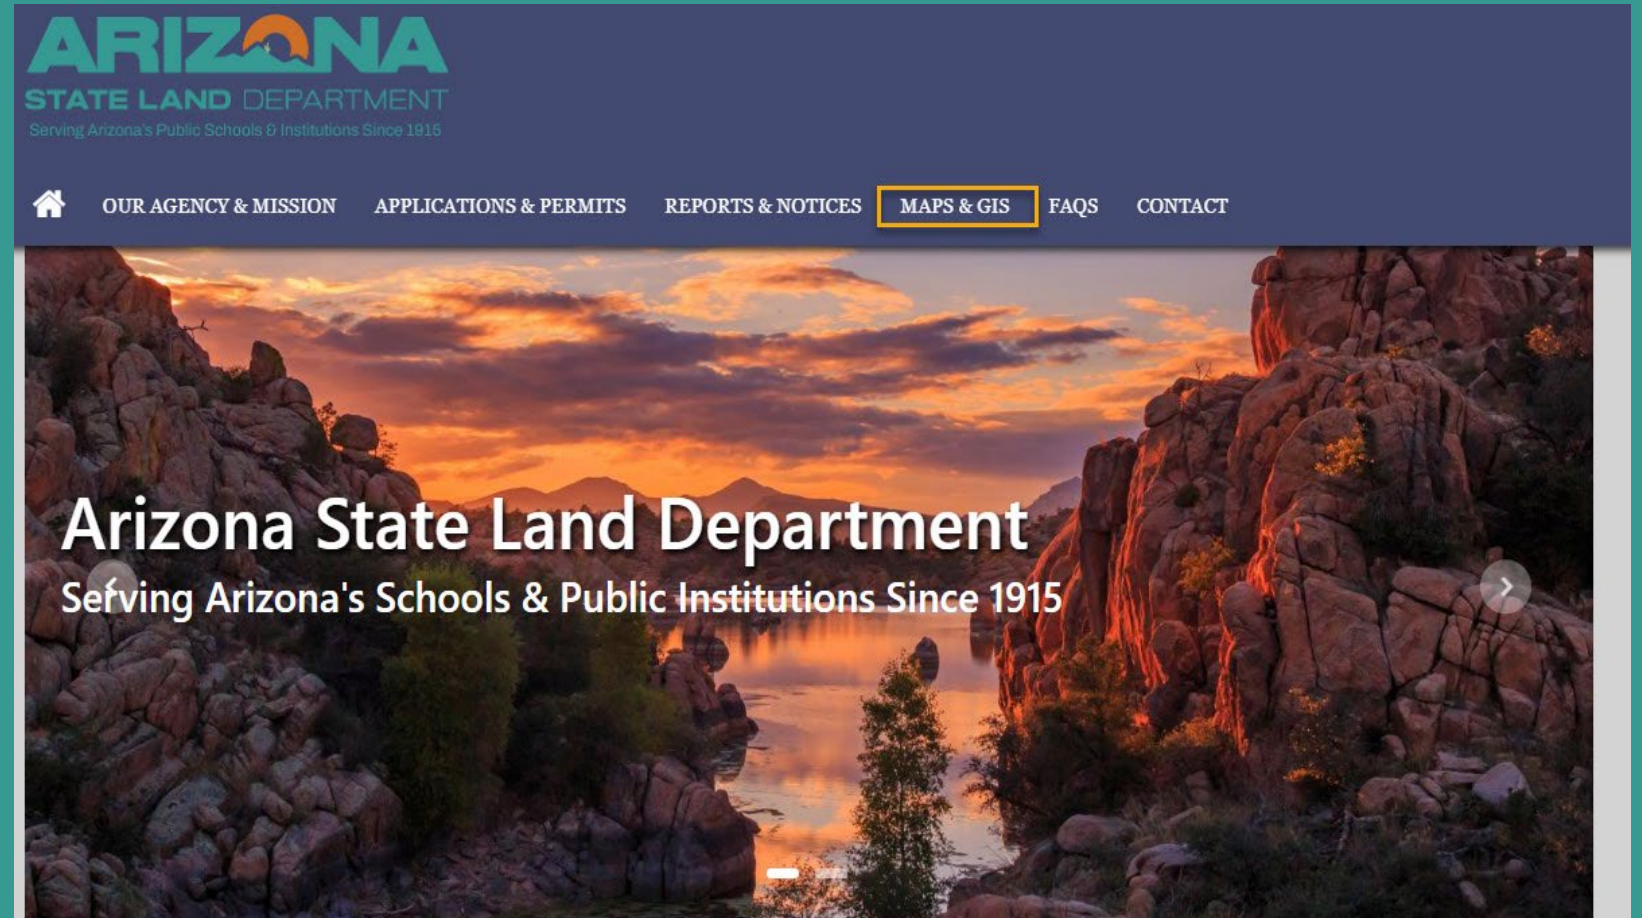 ARIZONA
STATE LAND DEPARTMENT
Serving Arizona's Public Schools & Institutions Since 1915
OUR AGENCY & MISSION APPLICATIONS & PERMITS REPORTS & NOTICES MAPS & GIS FAQS CONTACT
Arizona State Land Department
Serving Arizona's Schools & Public Institutions Since 1915